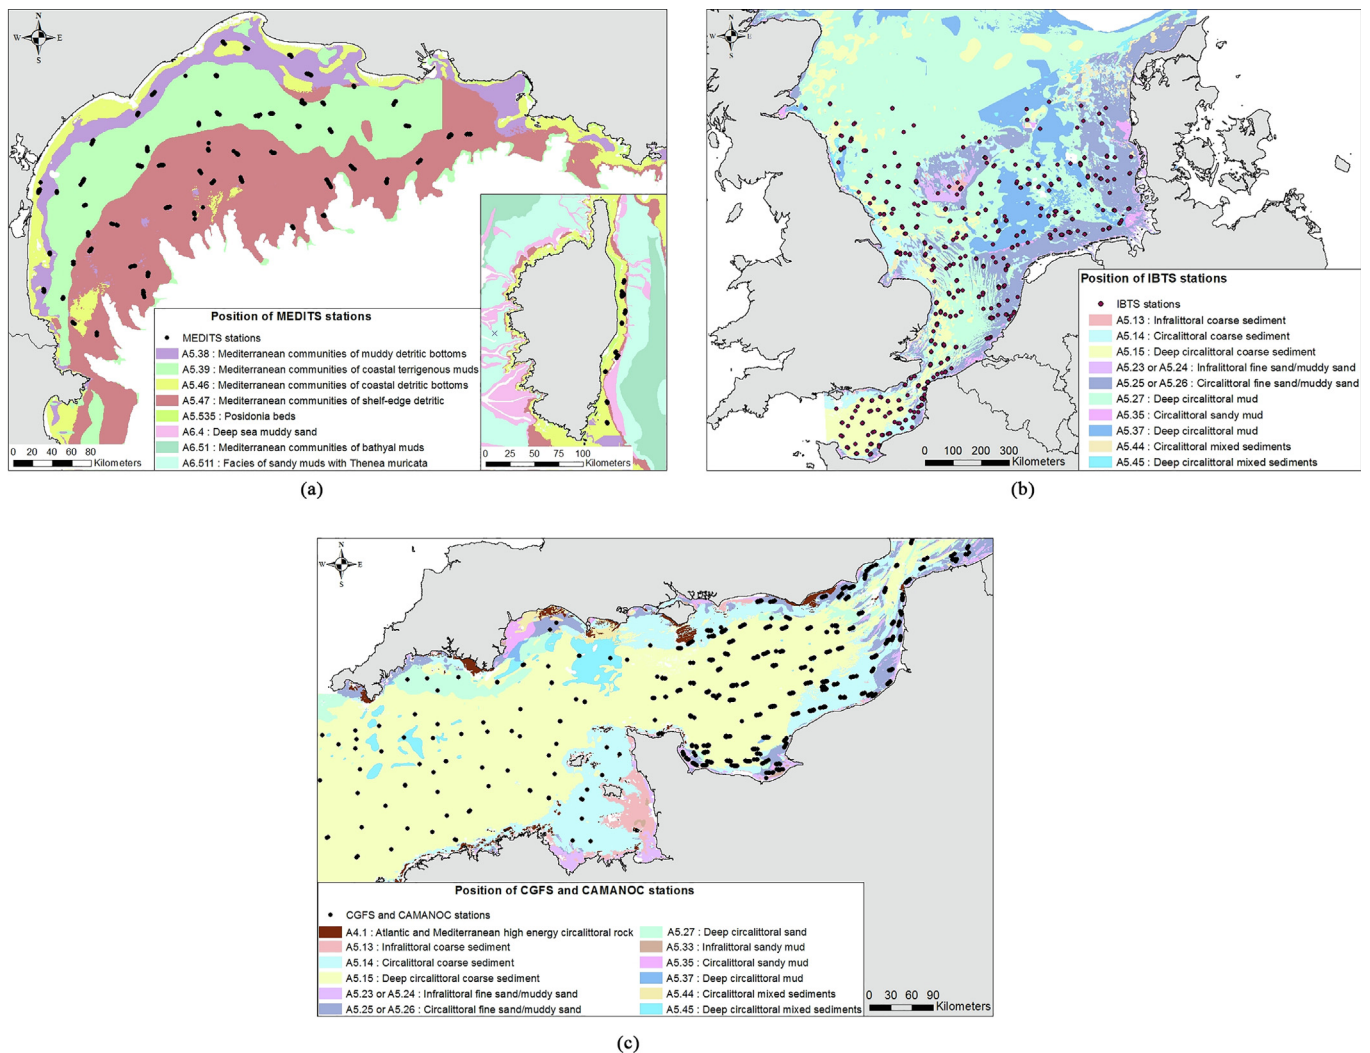 N
W E
S
Position of MEDITS stations
MEDITS stations
A5.38 : Mediterranean communities of muddy detritic bottoms
A5.39 : Mediterranean communities of coastal terrigenous muds
A5.46 : Mediterranean communities of coastal detritic bottoms
A5.47 : Mediterranean communities of shelf-edge detritic
A5.535 : Posidonia beds
A6.4 : Deep sea muddy sand
A6.51 : Mediterranean communities of bathyal muds
A6.511 : Facies of sandy muds with Thenea muricata
0 20 40 60 80
Kilometers
0 25 50 100
Kilometers
(a)
N
W E
S
Position of IBTS stations
IBTS stations
A5.13 : Infralittoral coarse sediment
A5.14 : Circalittoral coarse sediment
A5.15 : Deep circalittoral coarse sediment
A5.23 or A5.24 : Infralittoral fine sand/muddy sand
A5.25 or A5.26 : Circalittoral fine sand/muddy sand
A5.27 : Deep circalittoral mud
A5.35 : Circalittoral sandy mud
A5.37 : Deep circalittoral mud
A5.44 : Circalittoral mixed sediments
A5.45 : Deep circalittoral mixed sediments
0 100 200 300
Kilometers
(b)
N
W E
S
Position of CGFS and CAMANOC stations
CGFS and CAMANOC stations
A4.1 : Atlantic and Mediterranean high energy circalittoral rock
A5.13 : Infralittoral coarse sediment
A5.14 : Circalittoral coarse sediment
A5.15 : Deep circalittoral coarse sediment
A5.23 or A5.24 : Infralittoral fine sand/muddy sand
A5.25 or A5.26 : Circalittoral fine sand/muddy sand
A5.27 : Deep circalittoral sand
A5.33 : Infralittoral sandy mud
A5.35 : Circalittoral sandy mud
A5.37 : Deep circalittoral mud
A5.44 : Circalittoral mixed sediments
A5.45 : Deep circalittoral mixed sediments
0 30 60 90
Kilometers
(c)